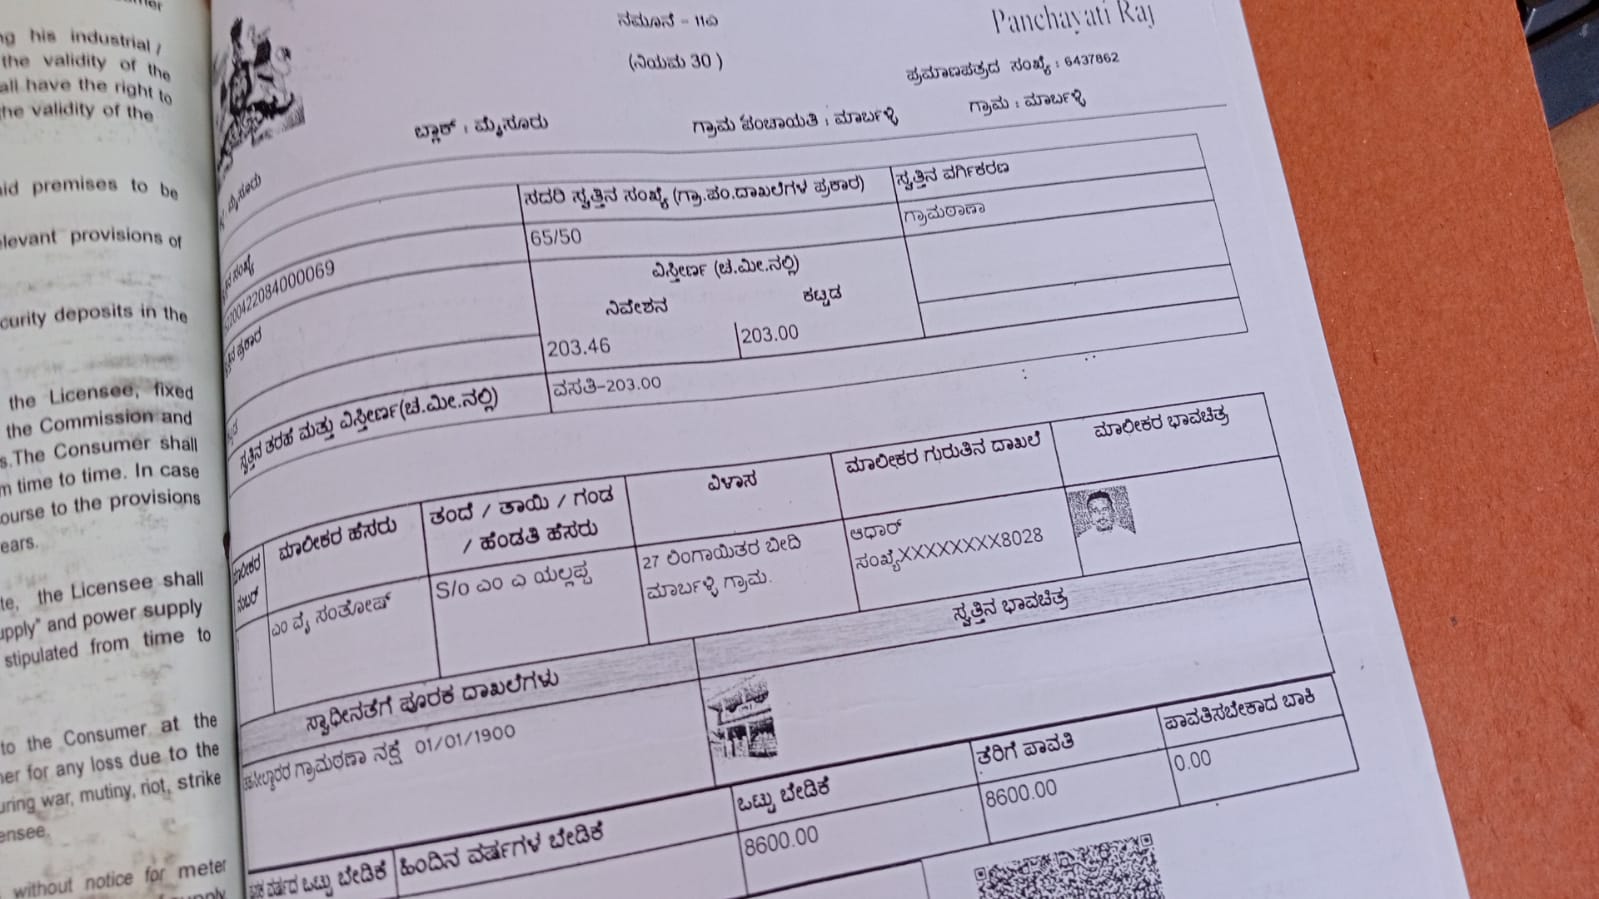 ng his industrial /
the validity of the
all have the right to
the validity of the
id premises to be
elevant provisions of
curity deposits in the
the Licensee, fixed
the Commission and
s.The Consumer shall
m time to time. In case
ourse to the provisions
ears.
te, the Licensee shall
upply" and power supply
stipulated from time to
to the Consumer at the
ner for any loss due to the
uring war, mutiny, riot, strike
ensee.
without notice for meter
ನಮೂನೆ - 11ಎ
Panchayati Raj
(ನಿಯಮ 30 )
ಪ್ರಮಾಣಪತ್ರದ ಸಂಖ್ಯೆ : 6437862
ಬ್ಲಾಕ್ : ಮೈಸೂರು
ಗ್ರಾಮ ಪಂಚಾಯತಿ : ಮಾರ್ಬಳ್ಳಿ
ಗ್ರಾಮ : ಮಾರ್ಬಳ್ಳಿ
ಮೈಸೂರು
ಸದರಿ ಸ್ವತ್ತಿನ ಸಂಖ್ಯೆ (ಗ್ರಾ.ಪಂ.ದಾಖಲೆಗಳ ಪ್ರಕಾರ)
ಸ್ವತ್ತಿನ ವರ್ಗೀಕರಣ
ಸಂಖ್ಯೆ
65/50
ಗ್ರಾಮಠಾಣಾ
200422084000069
ಪ್ರಕಾರ
ವಿಸ್ತೀರ್ಣ (ಚ.ಮೀ.ನಲ್ಲಿ)
ನಿವೇಶನ
ಕಟ್ಟಡ
203.46
203.00
ಸ್ವತ್ತಿನ ತರಹೆ ಮತ್ತು ವಿಸ್ತೀರ್ಣ(ಚ.ಮೀ.ನಲ್ಲಿ)
ವಸತಿ-203.00
ಮಾಲೀಕರ ಹೆಸರು
ತಂದೆ / ತಾಯಿ / ಗಂಡ
/ ಹೆಂಡತಿ ಹೆಸರು
ವಿಳಾಸ
ಮಾಲೀಕರ ಗುರುತಿನ ದಾಖಲೆ
ಮಾಲೀಕರ ಭಾವಚಿತ್ರ
ಎಂ ವೈ ಸಂತೋಷ್
S/o ಎಂ ಎ ಯಲ್ಲಪ್ಪ
27 ಲಿಂಗಾಯಿತರ ಬೀದಿ
ಮಾರ್ಬಳ್ಳಿ ಗ್ರಾಮ.
ಆಧಾರ್
ಸಂಖ್ಯೆXXXXXXXX8028
ಸ್ವಾಧೀನತೆಗೆ ಪೂರಕ ದಾಖಲೆಗಳು
ಸ್ವತ್ತಿನ ಭಾವಚಿತ್ರ
ಗ್ರಾಮಠಾಣಾ ನಕ್ಷೆ 01/01/1900
ಒಟ್ಟು ಬೇಡಿಕೆ
ಹಿಂದಿನ ವರ್ಷಗಳ ಬೇಡಿಕೆ
ಒಟ್ಟು ಬೇಡಿಕೆ
ತೆರಿಗೆ ಪಾವತಿ
ಪಾವತಿಸಬೇಕಾದ ಬಾಕಿ
8600.00
8600.00
0.00